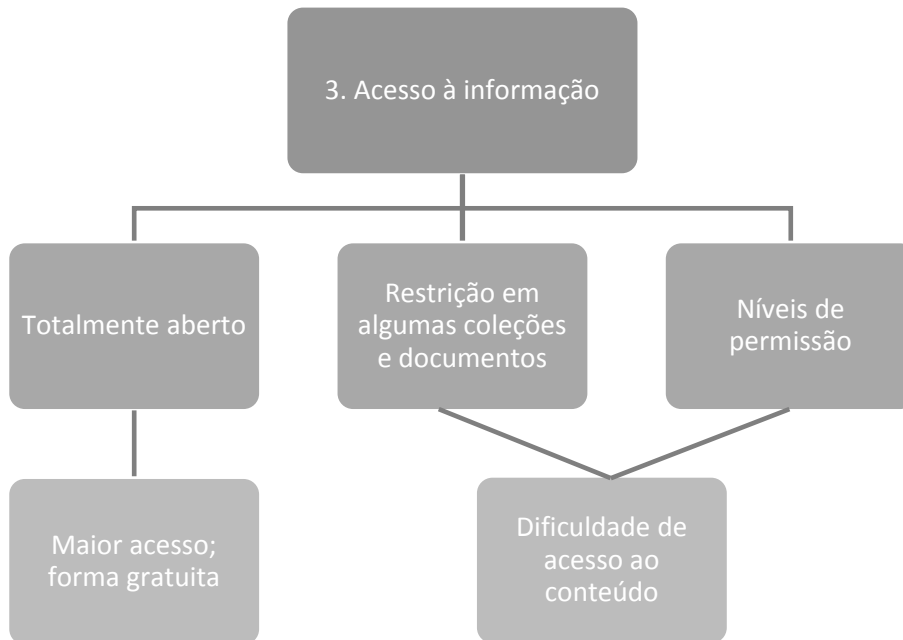 3. Acesso à informação
Totalmente aberto
Restrição em
algumas coleções
e documentos
Níveis de
permissão
Maior acesso;
forma gratuita
Dificuldade de
acesso ao
conteúdo